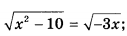 √(x² − 10) = √(−3x);